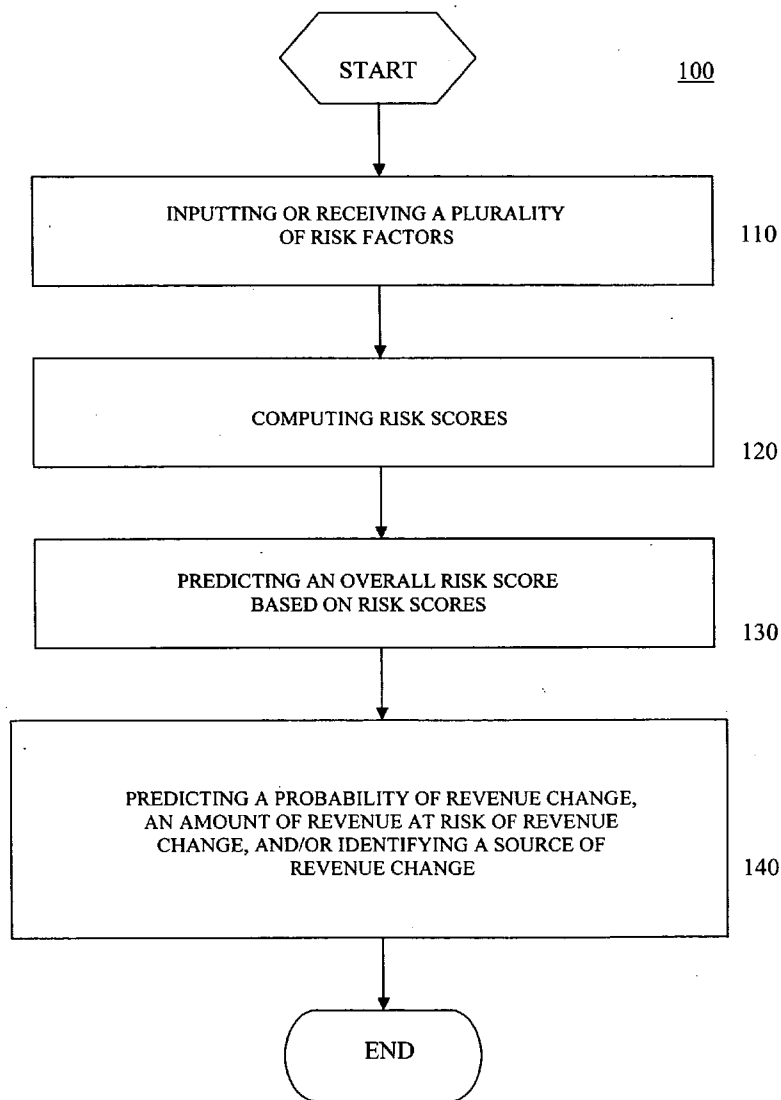 START
100
INPUTTING OR RECEIVING A PLURALITY
OF RISK FACTORS
110
COMPUTING RISK SCORES
120
PREDICTING AN OVERALL RISK SCORE
BASED ON RISK SCORES
130
PREDICTING A PROBABILITY OF REVENUE CHANGE,
AN AMOUNT OF REVENUE AT RISK OF REVENUE
CHANGE, AND/OR IDENTIFYING A SOURCE OF
REVENUE CHANGE
140
END